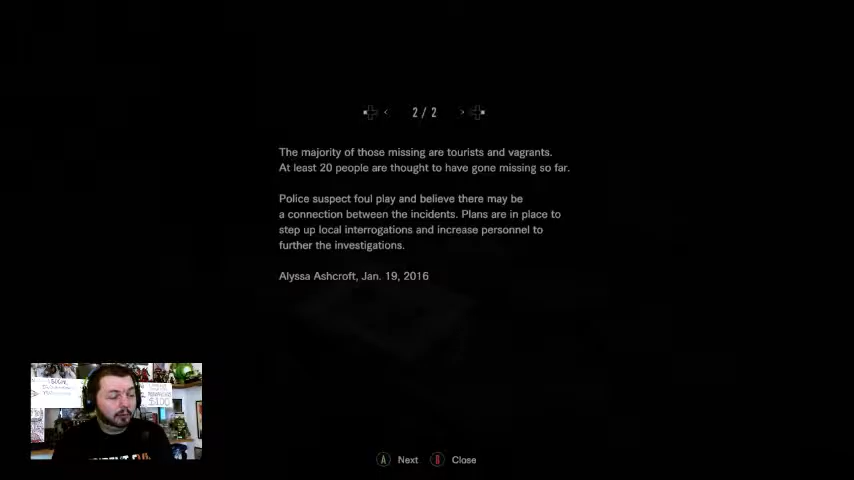 2 / 2
The majority of those missing are tourists and vagrants.
At least 20 people are thought to have gone missing so far.
Police suspect foul play and believe there may be
a connection between the incidents. Plans are in place to
step up local interrogations and increase personnel to
further the investigations.
Alyssa Ashcroft, Jan. 19, 2016
$100
A Next B Close